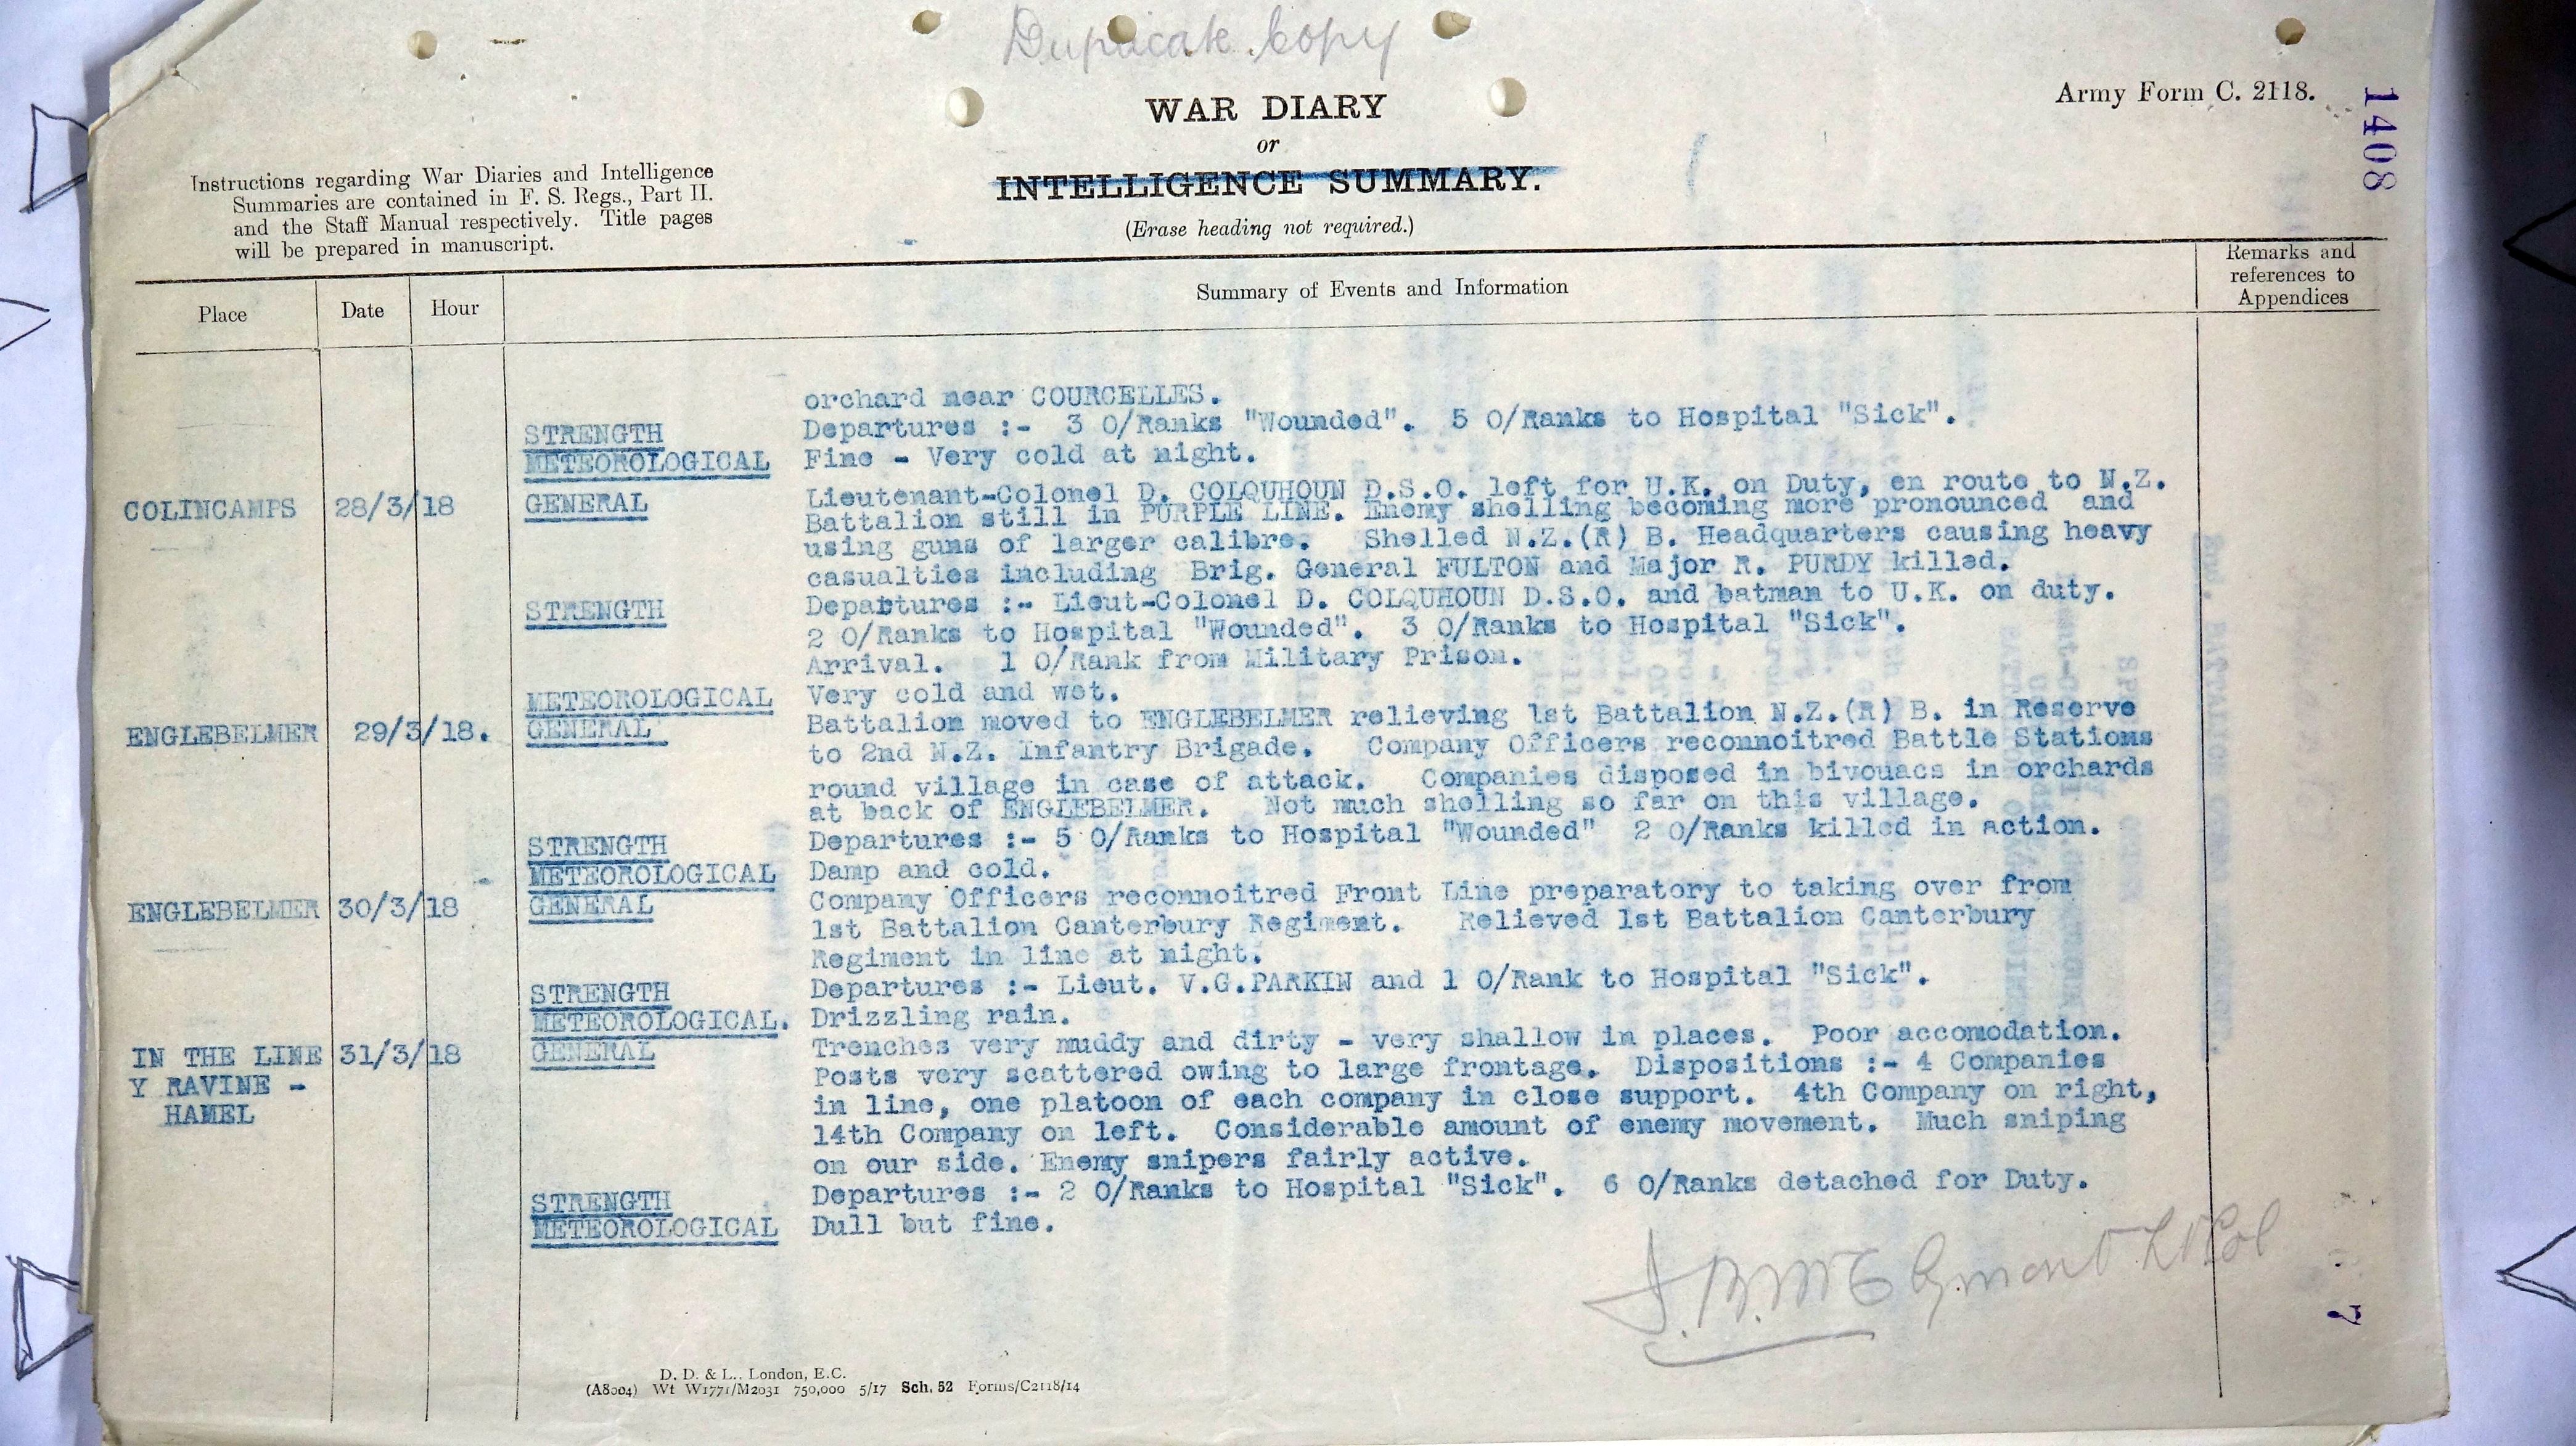 Duplicate Copy
WAR DIARY
or
INTELLIGENCE SUMMARY.
(Erase heading not required.)
Army Form C. 2118.
1408
Instructions regarding War Diaries and Intelligence
Summaries are contained in F. S. Regs., Part II.
and the Staff Manual respectively. Title pages
will be prepared in manuscript.
Place Date Hour Summary of Events and Information Remarks and references to Appendices
orchard near COURCELLES.
STRENGTH Departures :- 3 O/Ranks "Wounded". 5 O/Ranks to Hospital "Sick".
METEOROLOGICAL Fine - Very cold at night.
COLINCAMPS 28/3/18 GENERAL Lieutenant-Colonel D. COLQUHOUN D.S.O. left for U.K. on Duty, en route to N.Z.
Battalion still in PURPLE LINE. Enemy shelling becoming more pronounced and
using guns of larger calibre. Shelled N.Z.(R) B. Headquarters causing heavy
casualties including Brig. General FULTON and Major R. PURDY killed.
STRENGTH Departures :- Lieut-Colonel D. COLQUHOUN D.S.O. and batman to U.K. on duty.
2 O/Ranks to Hospital "Wounded". 3 O/Ranks to Hospital "Sick".
Arrival. 1 O/Rank from Military Prison.
METEOROLOGICAL Very cold and wet.
ENGLEBELMER 29/3/18. GENERAL Battalion moved to ENGLEBELMER relieving 1st Battalion N.Z.(R) B. in Reserve
to 2nd N.Z. Infantry Brigade. Company Officers reconnoitred Battle Stations
round village in case of attack. Companies disposed in bivouacs in orchards
at back of ENGLEBELMER. Not much shelling so far on this village.
STRENGTH Departures :- 5 O/Ranks to Hospital "Wounded" 2 O/Ranks killed in action.
METEOROLOGICAL Damp and cold.
ENGLEBELMER 30/3/18 GENERAL Company Officers reconnoitred Front Line preparatory to taking over from
1st Battalion Canterbury Regiment. Relieved 1st Battalion Canterbury
Regiment in line at night.
STRENGTH Departures :- Lieut. V.G.PARKIN and 1 O/Rank to Hospital "Sick".
METEOROLOGICAL. Drizzling rain.
IN THE LINE 31/3/18 GENERAL Trenches very muddy and dirty - very shallow in places. Poor accomodation.
Y RAVINE - Posts very scattered owing to large frontage. Dispositions :- 4 Companies
HAMEL in line, one platoon of each company in close support. 4th Company on right,
14th Company on left. Considerable amount of enemy movement. Much sniping
on our side. Enemy snipers fairly active.
STRENGTH Departures :- 2 O/Ranks to Hospital "Sick". 6 O/Ranks detached for Duty.
METEOROLOGICAL Dull but fine.
7
D. D. & L., London, E.C.
(A8004) Wt W1771/M2031 750,000 5/17 Sch. 52 Forms/C2118/14